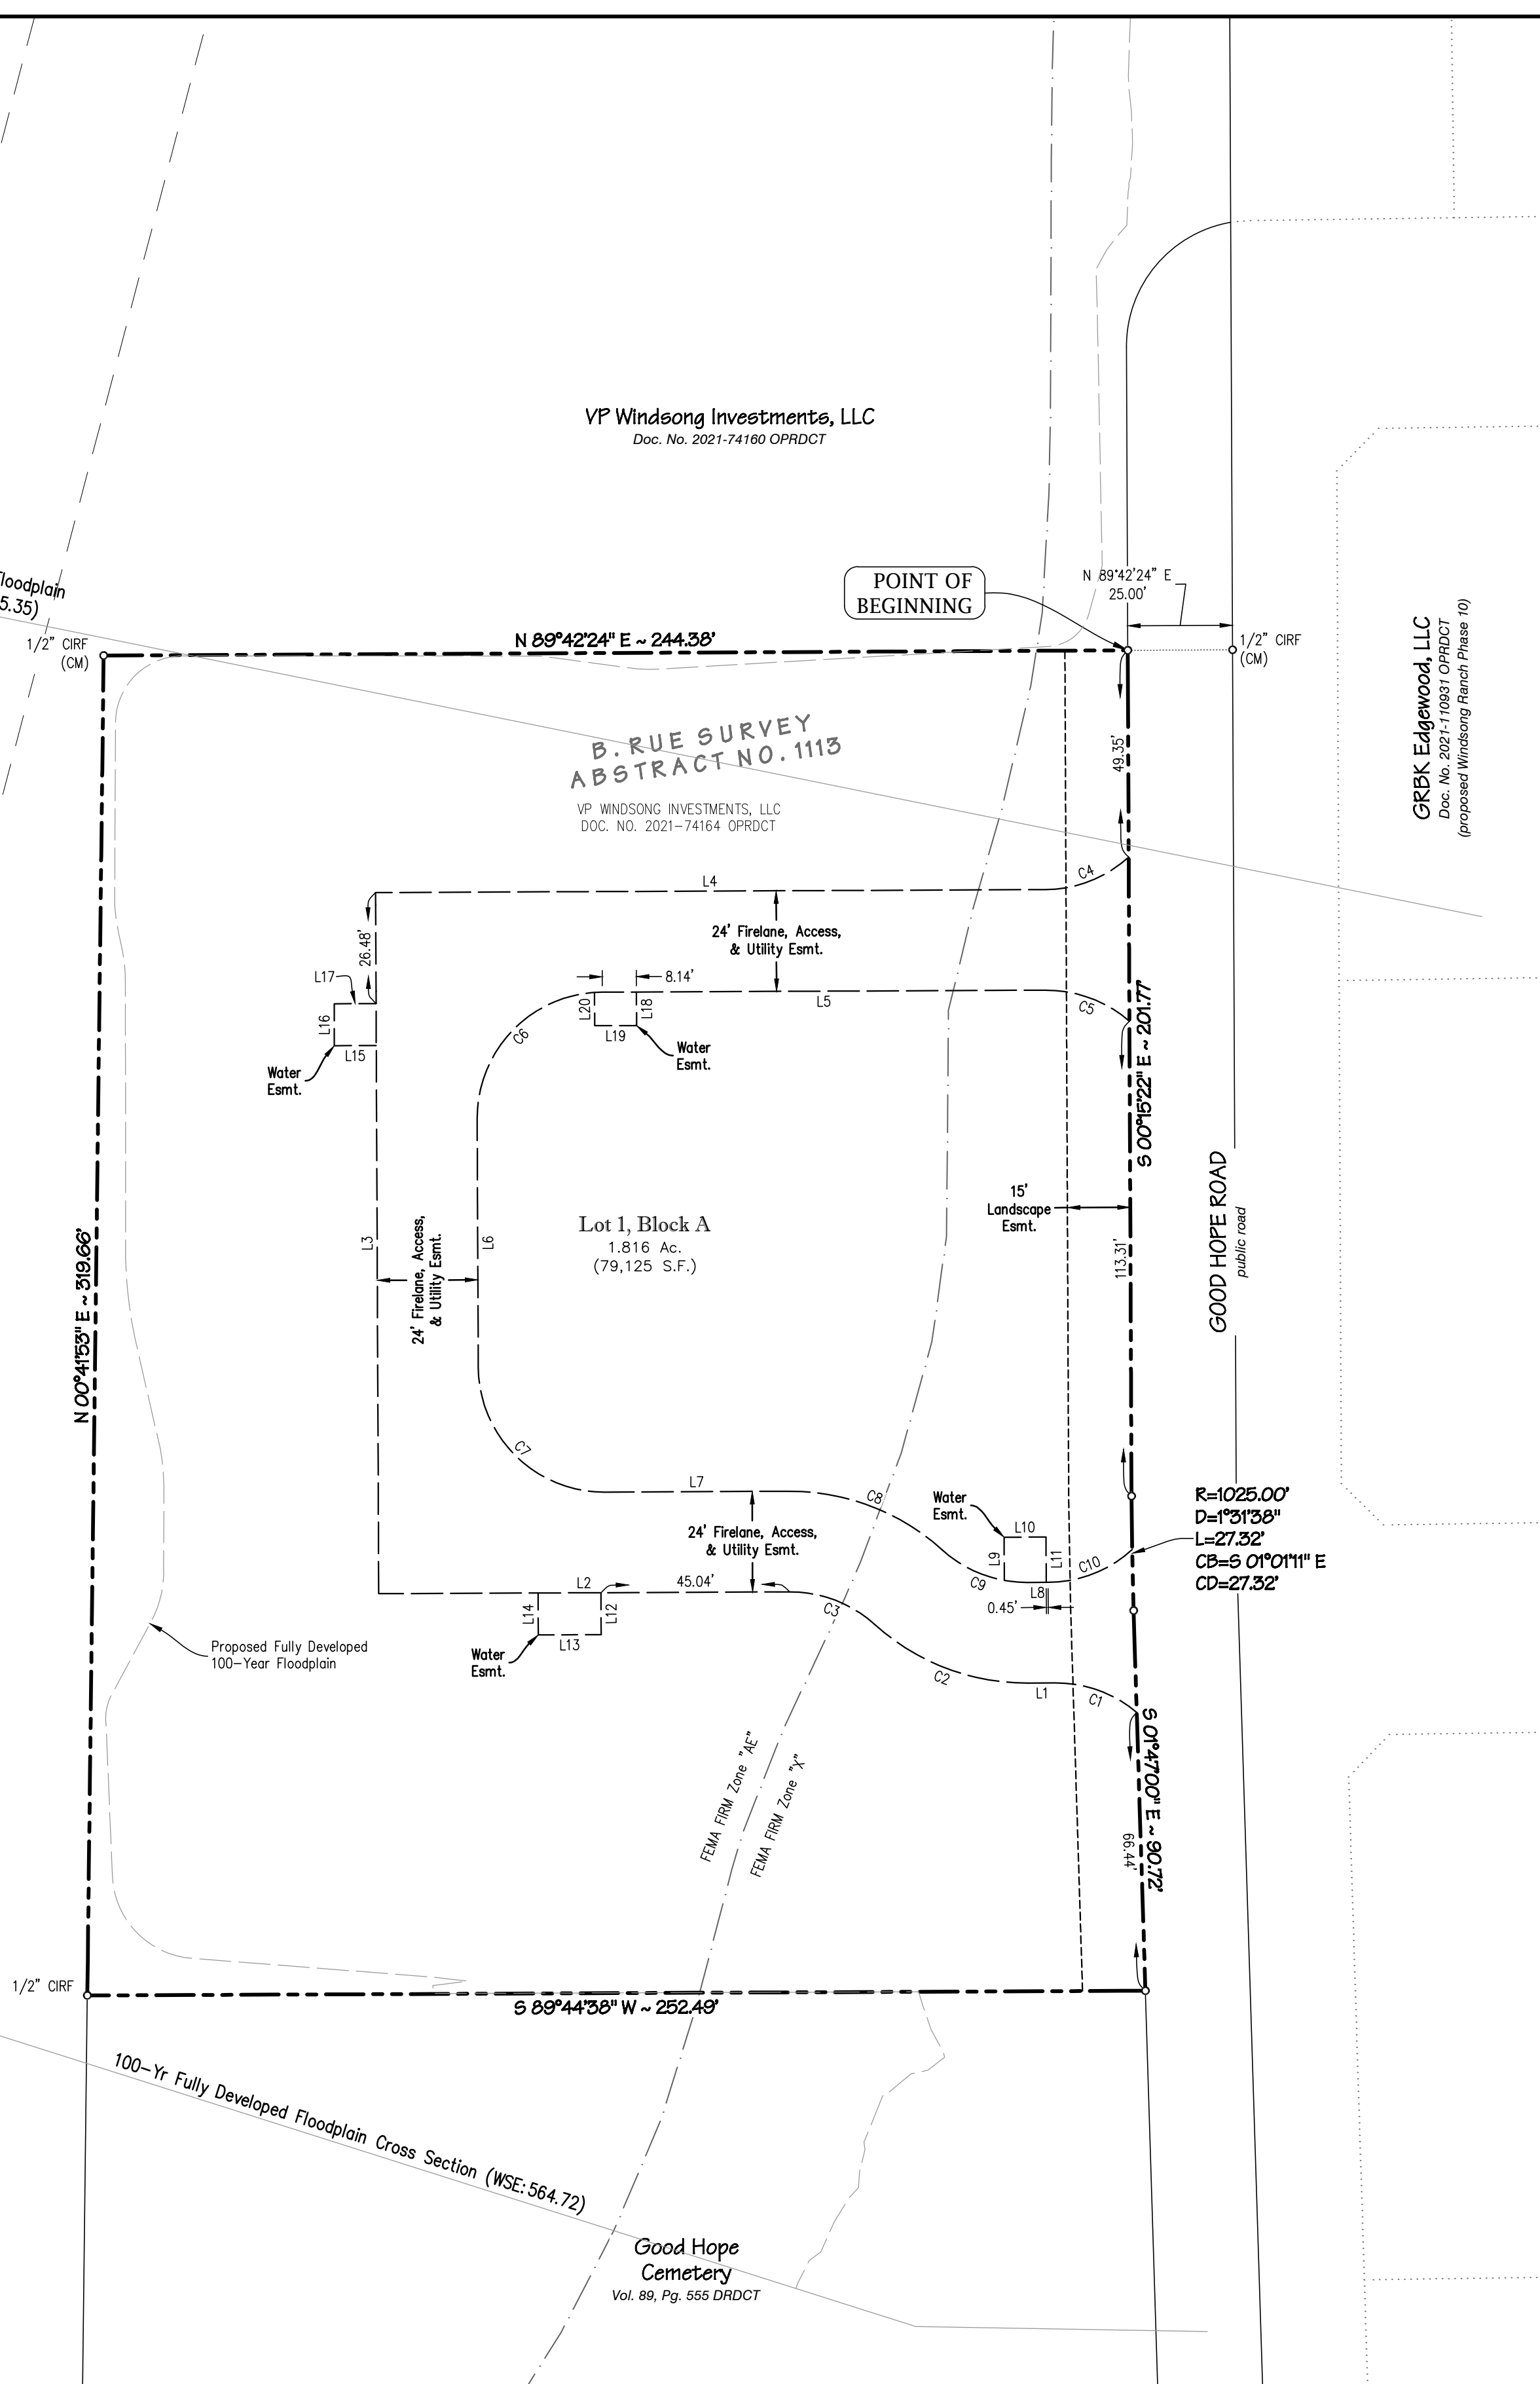 VP Windsong Investments, LLC
Doc. No. 2021-74160 OPRDCT
POINT OF
BEGINNING
N 89°42'24" E
25.00'
Floodplain
5.35)
1/2" CIRF
(CM)
N 89°42'24" E ~ 244.38'
1/2" CIRF
(CM)
GRBK Edgewood, LLC
Doc. No. 2021-110931 OPRDCT
(proposed Windsong Ranch Phase 10)
B. RUE SURVEY
ABSTRACT NO. 1113
49.35'
VP WINDSONG INVESTMENTS, LLC
DOC. NO. 2021-74164 OPRDCT
L4
C4
24' Firelane, Access,
& Utility Esmt.
26.48'
L17
8.14'
L16
L15
L20
L18
L19
L5
C5
C6
Water
Esmt.
Water
Esmt.
S 00°15'22" E ~ 201.77'
15'
Landscape
Esmt.
GOOD HOPE ROAD
public road
113.31'
Lot 1, Block A
1.816 Ac.
(79,125 S.F.)
L3
24' Firelane, Access,
& Utility Esmt.
L6
N 00°41'53" E ~ 319.66'
C7
L7
C8
Water
Esmt.
L10
L9
L11
C9
C10
L8
0.45'
R=1025.00'
D=1°31'38"
L=27.32'
CB=S 01°01'11" E
CD=27.32'
24' Firelane, Access,
& Utility Esmt.
L2
45.04'
L14
L12
L13
C3
Water
Esmt.
C2
L1
C1
Proposed Fully Developed
100-Year Floodplain
S 01°47'00" E ~ 90.72'
66.44'
FEMA FIRM Zone "AE"
FEMA FIRM Zone "X"
1/2" CIRF
S 89°44'38" W ~ 252.49'
100-Yr Fully Developed Floodplain Cross Section (WSE: 564.72)
Good Hope
Cemetery
Vol. 89, Pg. 555 DRDCT